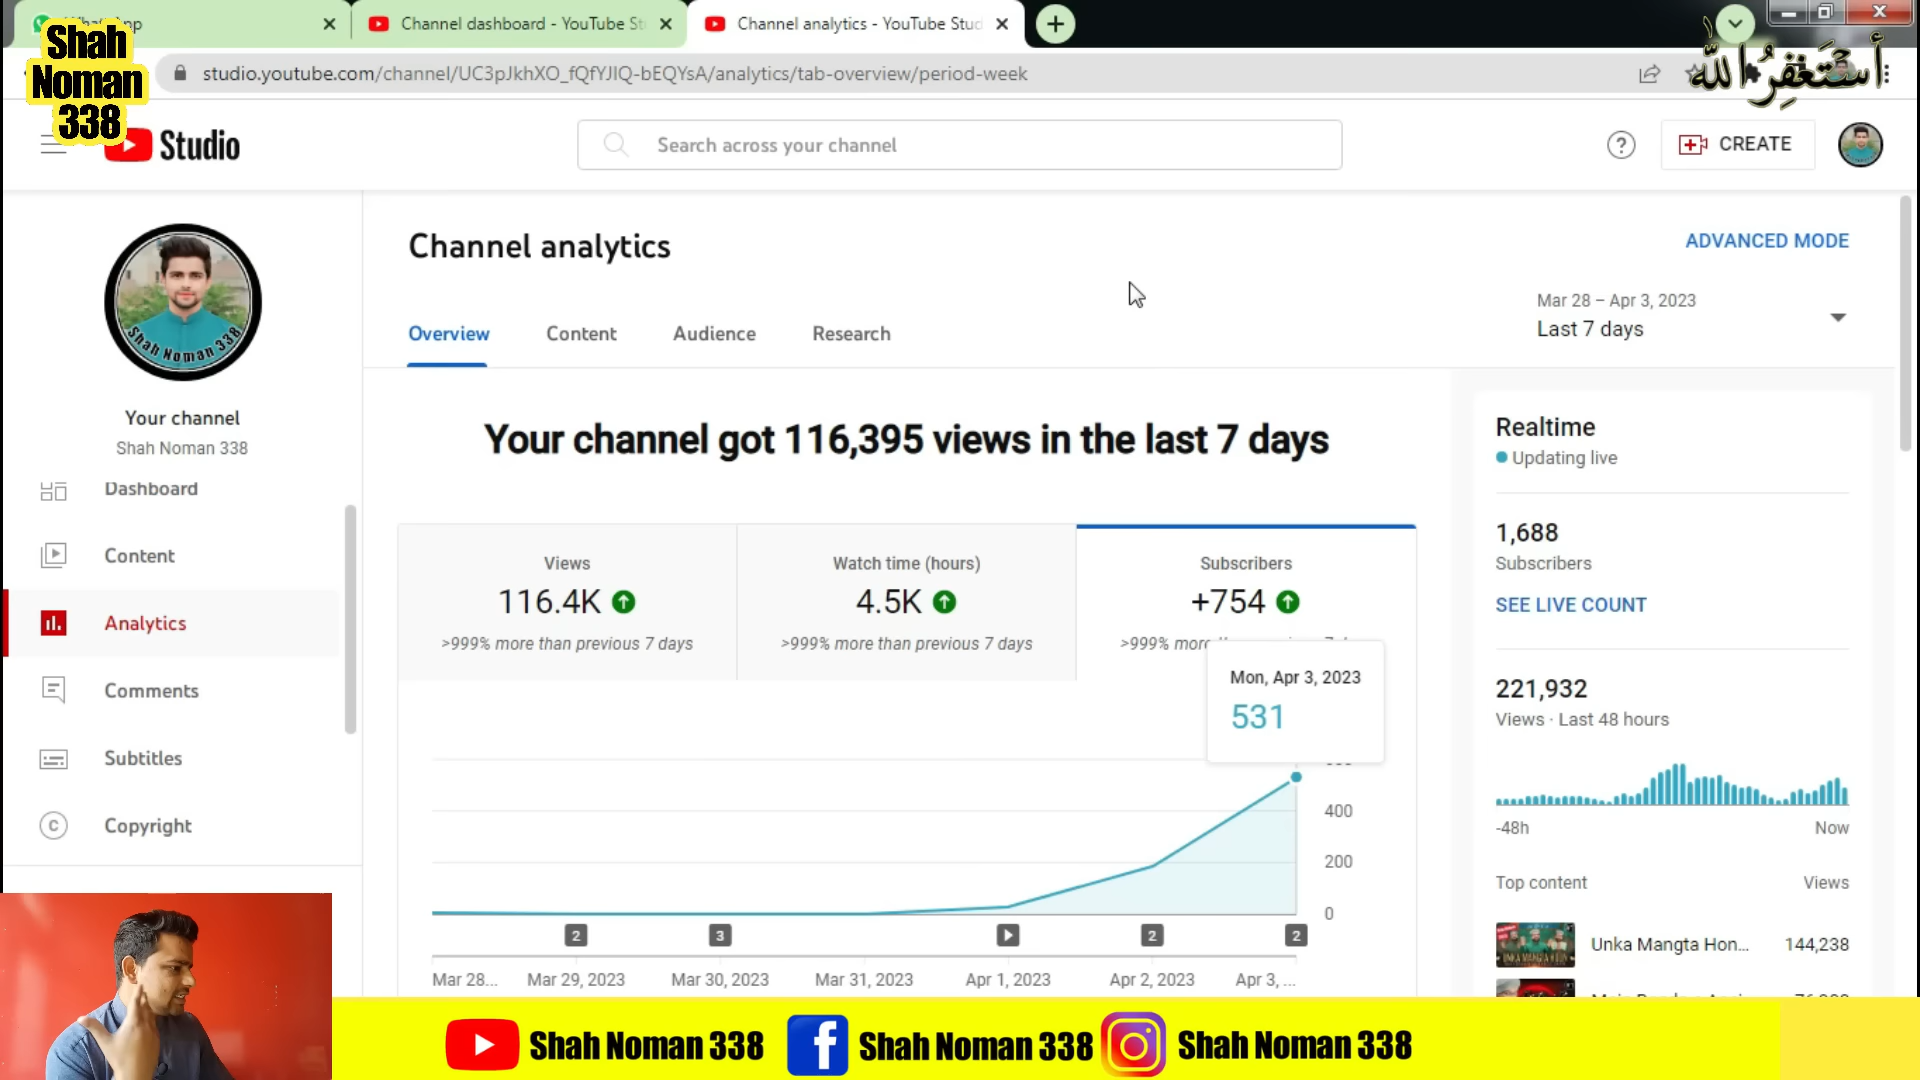 Channel dashboard - YouTube St
Channel analytics - YouTube Stud
Shah
Noman
338
studio.youtube.com/channel/UC3pJkhXO_fQfYJIQ-bEQYsA/analytics/tab-overview/period-week
أَسْتَغْفِرُ اللّٰه
Studio
Search across your channel
CREATE
Shah Noman 338
Your channel
Shah Noman 338
Dashboard
Content
Analytics
Comments
Subtitles
Copyright
Channel analytics
ADVANCED MODE
Overview
Content
Audience
Research
Mar 28 – Apr 3, 2023
Last 7 days
Your channel got 116,395 views in the last 7 days
Views
116.4K
>999% more than previous 7 days
Watch time (hours)
4.5K
>999% more than previous 7 days
Subscribers
+754
>999% more
Mon, Apr 3, 2023
531
400
200
0
2
3
2
2
Mar 28...
Mar 29, 2023
Mar 30, 2023
Mar 31, 2023
Apr 1, 2023
Apr 2, 2023
Apr 3, ...
Realtime
Updating live
1,688
Subscribers
SEE LIVE COUNT
221,932
Views · Last 48 hours
-48h
Now
Top content
Views
UNKA MANGTA HOON
Unka Mangta Hon...
144,238
Shah Noman 338
Shah Noman 338
Shah Noman 338